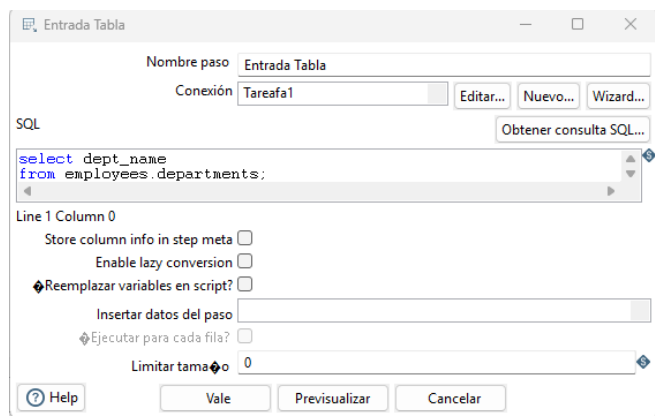 Entrada Tabla
Nombre paso Entrada Tabla
Conexión Tareafa1 Editar... Nuevo... Wizard...
SQL Obtener consulta SQL...
select dept_name
from employees.departments;
Line 1 Column 0
Store column info in step meta
Enable lazy conversion
�Reemplazar variables en script?
Insertar datos del paso
�Ejecutar para cada fila?
Limitar tama�o 0
Help Vale Previsualizar Cancelar